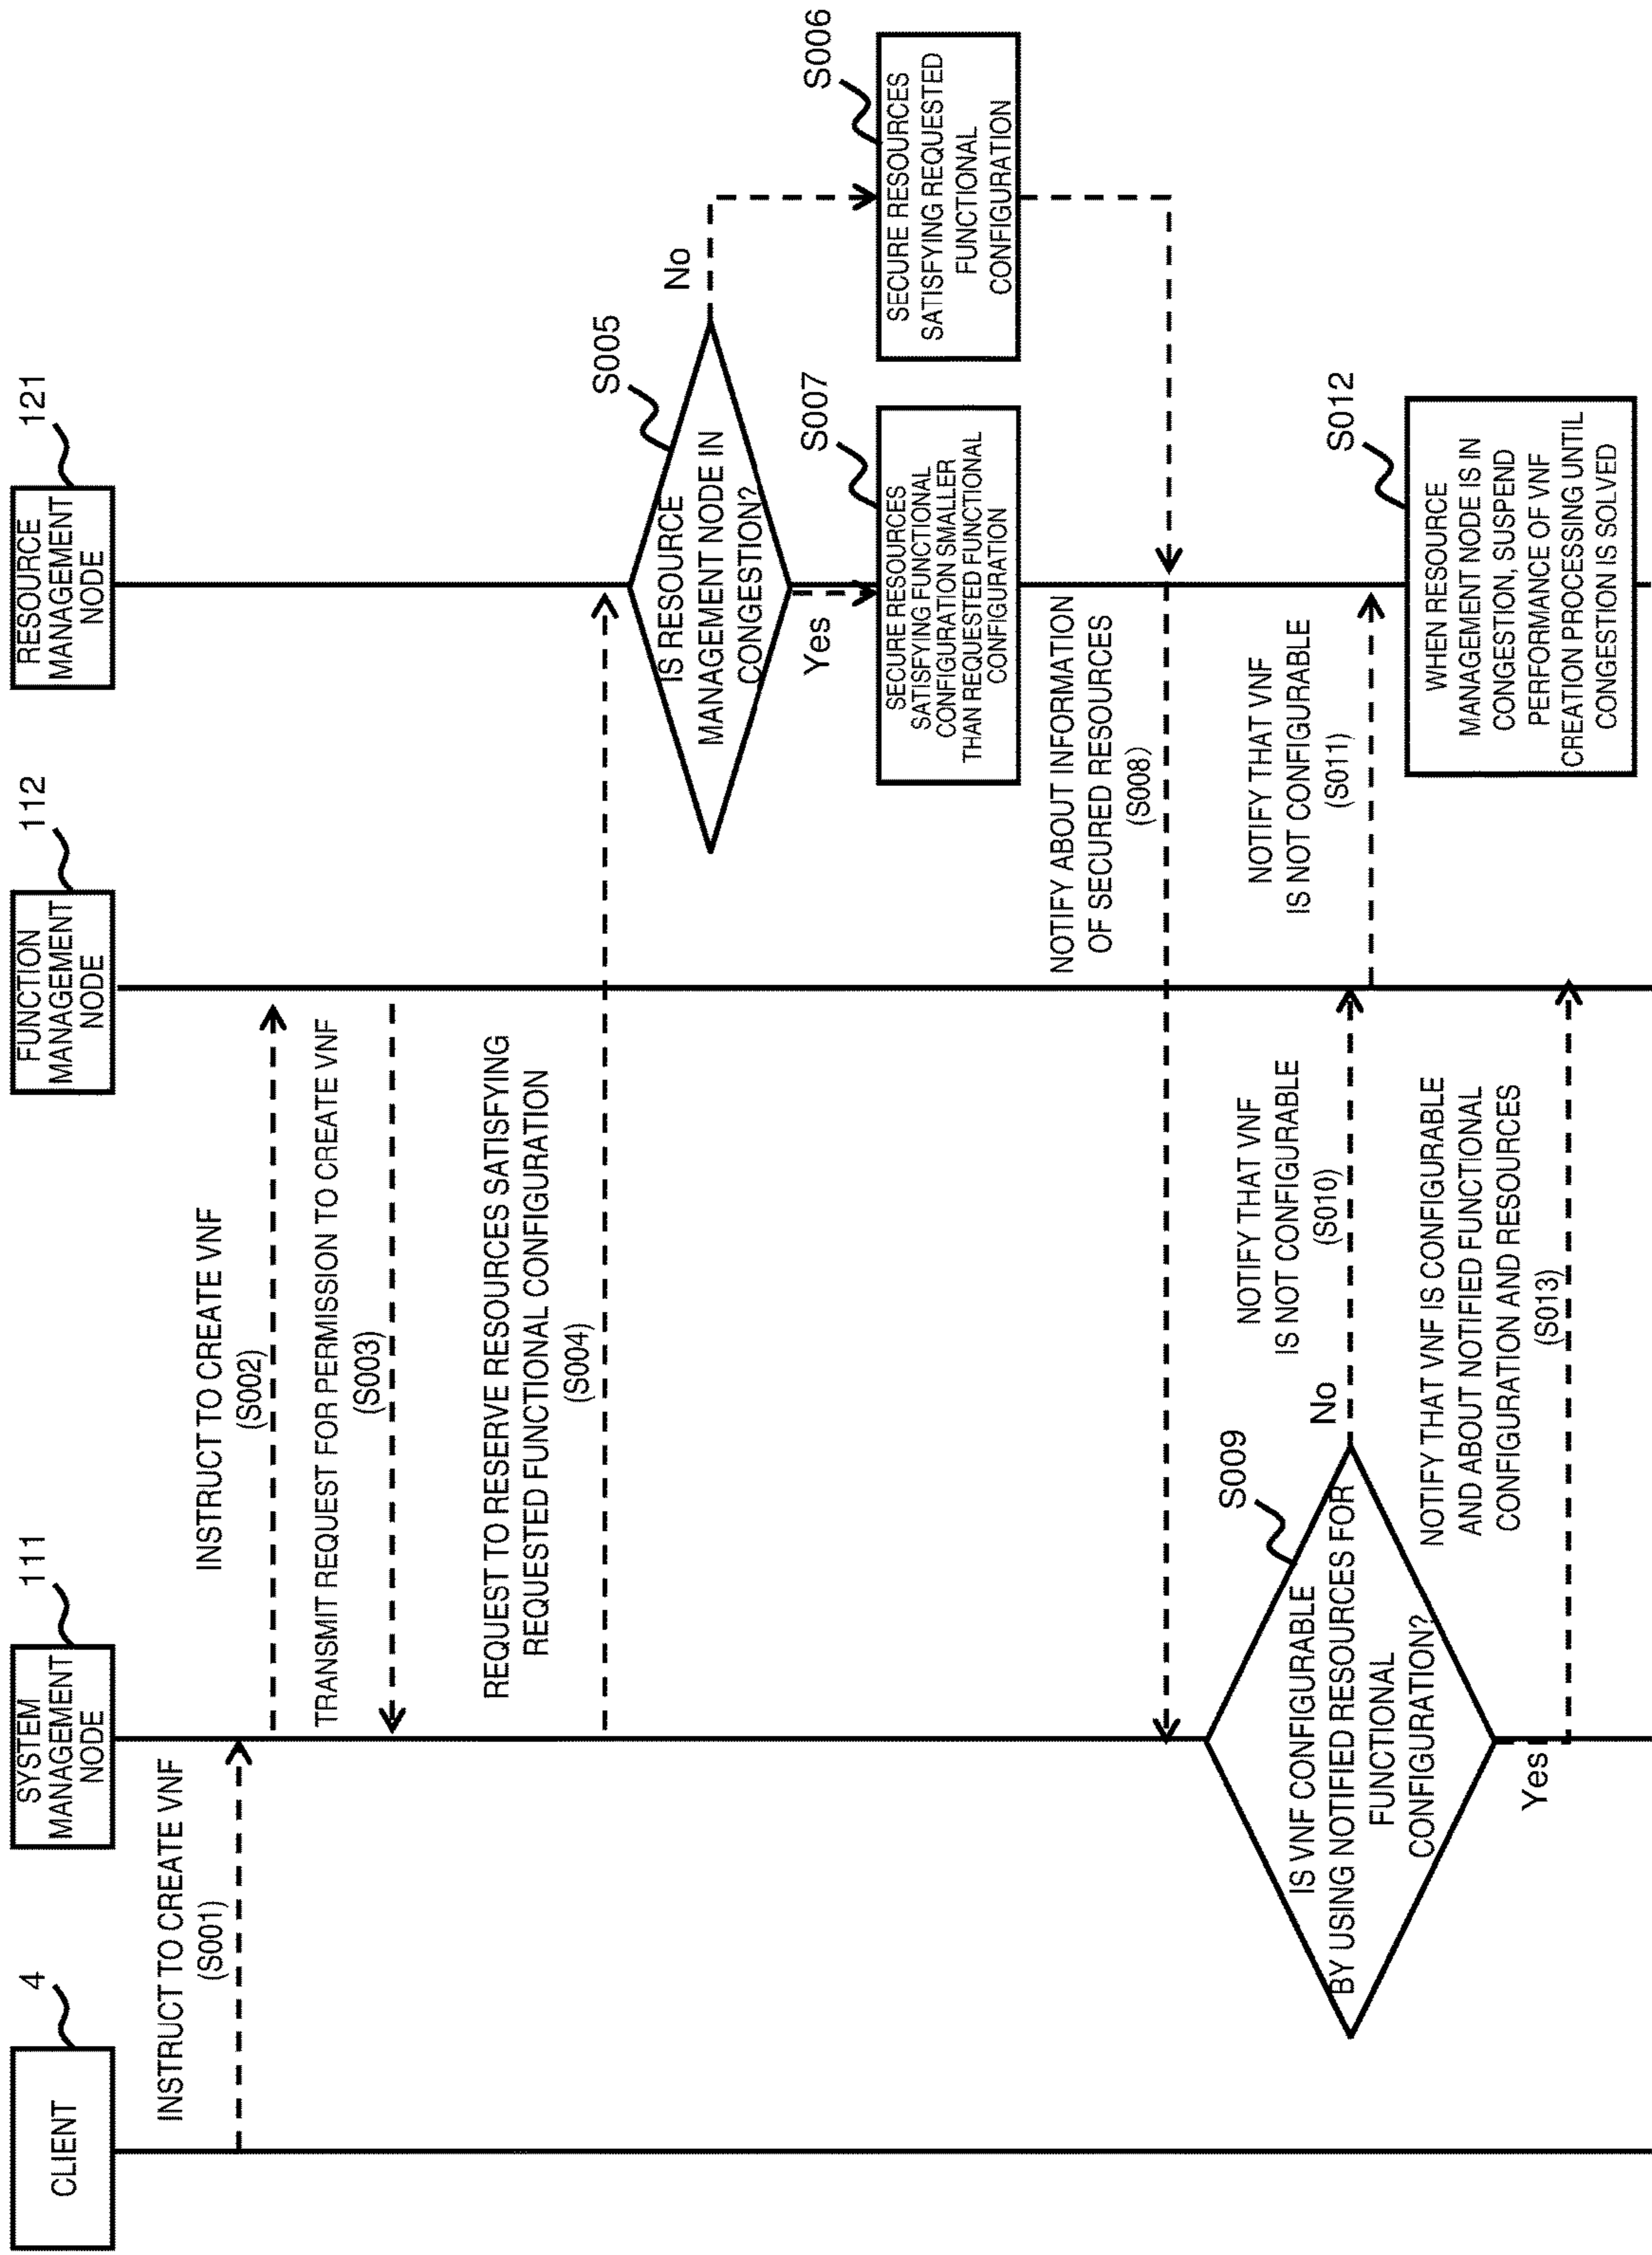 CLIENT
4
SYSTEM
MANAGEMENT
NODE
111
FUNCTION
MANAGEMENT
NODE
112
RESOURCE
MANAGEMENT
NODE
121
INSTRUCT TO CREATE VNF
(S001)
INSTRUCT TO CREATE VNF
(S002)
TRANSMIT REQUEST FOR PERMISSION TO CREATE VNF
(S003)
REQUEST TO RESERVE RESOURCES SATISFYING
REQUESTED FUNCTIONAL CONFIGURATION
(S004)
S005
IS RESOURCE
MANAGEMENT NODE IN
CONGESTION?
No
Yes
S006
SECURE RESOURCES
SATISFYING REQUESTED
FUNCTIONAL
CONFIGURATION
S007
SECURE RESOURCES
SATISFYING FUNCTIONAL
CONFIGURATION SMALLER
THAN REQUESTED FUNCTIONAL
CONFIGURATION
NOTIFY ABOUT INFORMATION
OF SECURED RESOURCES
(S008)
S009
IS VNF CONFIGURABLE
BY USING NOTIFIED RESOURCES FOR
FUNCTIONAL
CONFIGURATION?
No
Yes
NOTIFY THAT VNF
IS NOT CONFIGURABLE
(S010)
NOTIFY THAT VNF
IS NOT CONFIGURABLE
(S011)
S012
WHEN RESOURCE
MANAGEMENT NODE IS IN
CONGESTION, SUSPEND
PERFORMANCE OF VNF
CREATION PROCESSING UNTIL
CONGESTION IS SOLVED
NOTIFY THAT VNF IS CONFIGURABLE
AND ABOUT NOTIFIED FUNCTIONAL
CONFIGURATION AND RESOURCES
(S013)